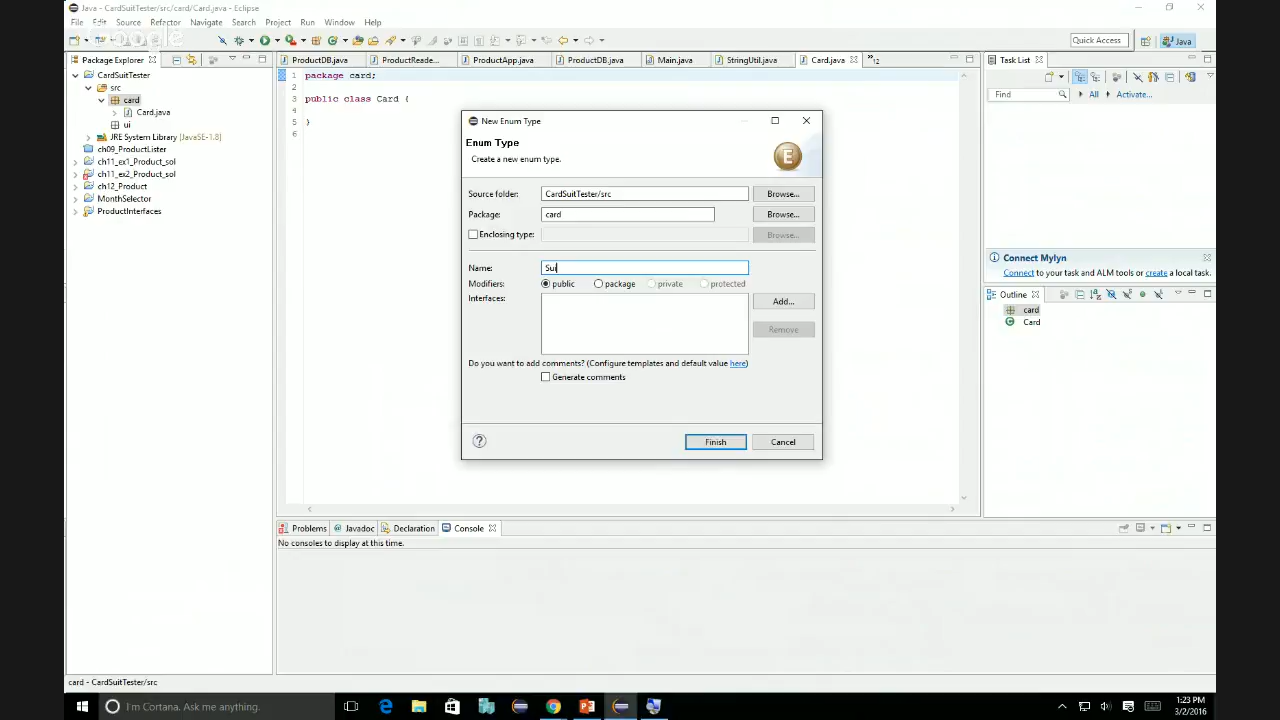 Java - CardSuitTester/src/card/Card.java - Eclipse
File Edit Source Refactor Navigate Search Project Run Window Help
Google
Quick Access
Java
Package Explorer
ProductDB.java
ProductReade...
ProductApp.java
ProductDB.java
Main.java
StringUtil.java
Card.java
»12
Task List
CardSuitTester
src
card
Card.java
ui
JRE System Library [JavaSE-1.8]
ch09_ProductLister
ch11_ex1_Product_sol
ch11_ex2_Product_sol
ch12_Product
MonthSelector
ProductInterfaces
1 package card;
2
3 public class Card {
4
5 }
6
New Enum Type
Enum Type
Create a new enum type.
E
Source folder: CardSuitTester/src Browse...
Package: card Browse...
Enclosing type: Browse...
Name: Sui
Modifiers: public package private protected
Interfaces: Add...
Remove
Do you want to add comments? (Configure templates and default value here)
Generate comments
? Finish Cancel
Find All Activate...
Connect Mylyn
Connect to your task and ALM tools or create a local task.
Outline
card
Card
Problems Javadoc Declaration Console
No consoles to display at this time.
card - CardSuitTester/src
I'm Cortana. Ask me anything.
1:23 PM
3/2/2016